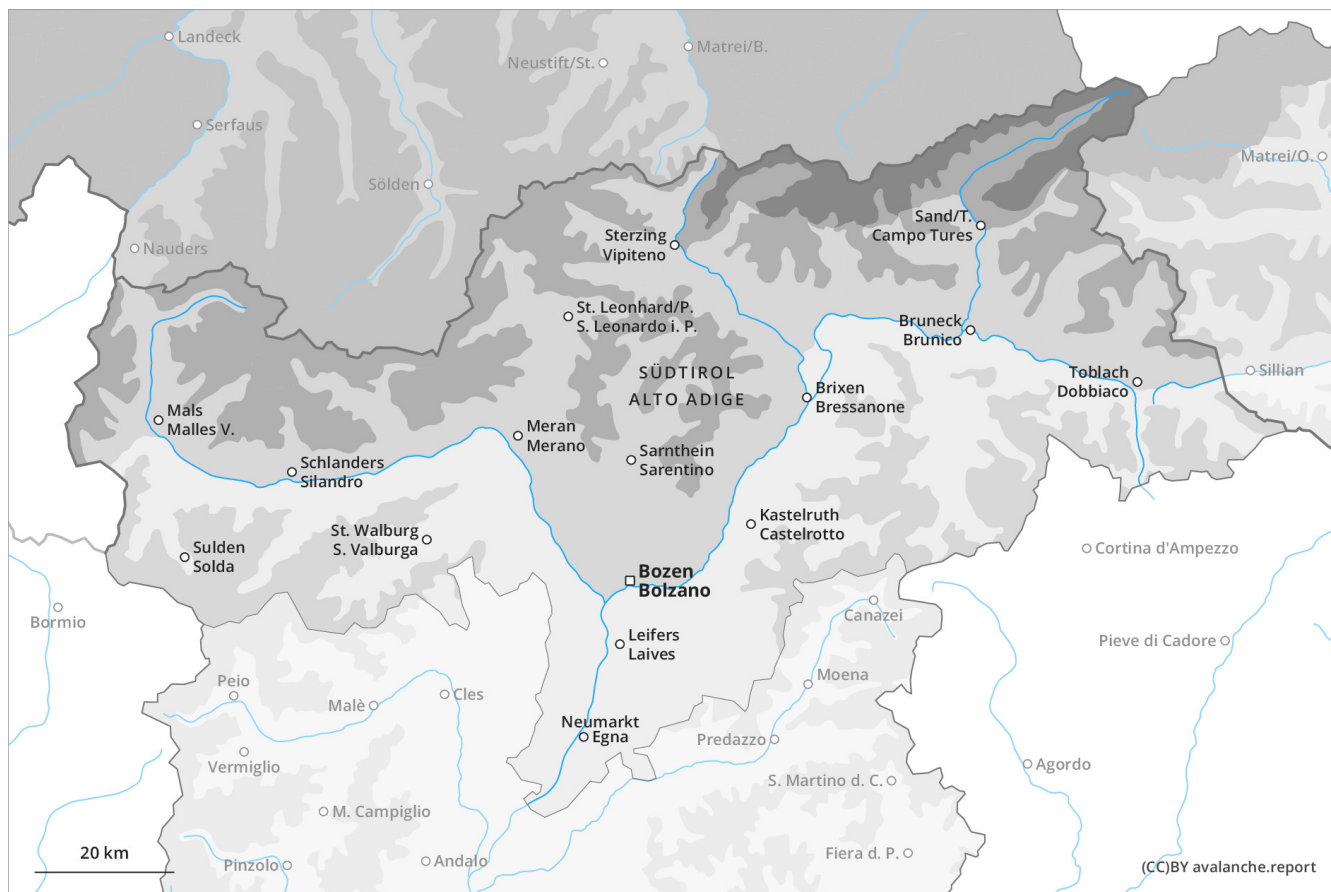 Landeck
Matrei/B.
Neustift/St.
Serfaus
Matrei/O.
Sölden
Sand/T.
Campo Tures
Nauders
Sterzing
Vipiteno
St. Leonhard/P.
S. Leonardo i. P.
Bruneck
Brunico
SÜDTIROL
ALTO ADIGE
Toblach
Dobbiaco
Sillian
Brixen
Bressanone
Mals
Malles V.
Meran
Merano
Sarnthein
Sarentino
Schlanders
Silandro
Kastelruth
Castelrotto
St. Walburg
S. Valburga
Sulden
Solda
Cortina d'Ampezzo
Bozen
Bolzano
Bormio
Canazei
Leifers
Laives
Pieve di Cadore
Peio
Moena
Cles
Malè
Neumarkt
Egna
Predazzo
Vermiglio
Agordo
S. Martino d. C.
M. Campiglio
20 km
Pinzolo
Andalo
Fiera d. P.
(CC)BY avalanche.report